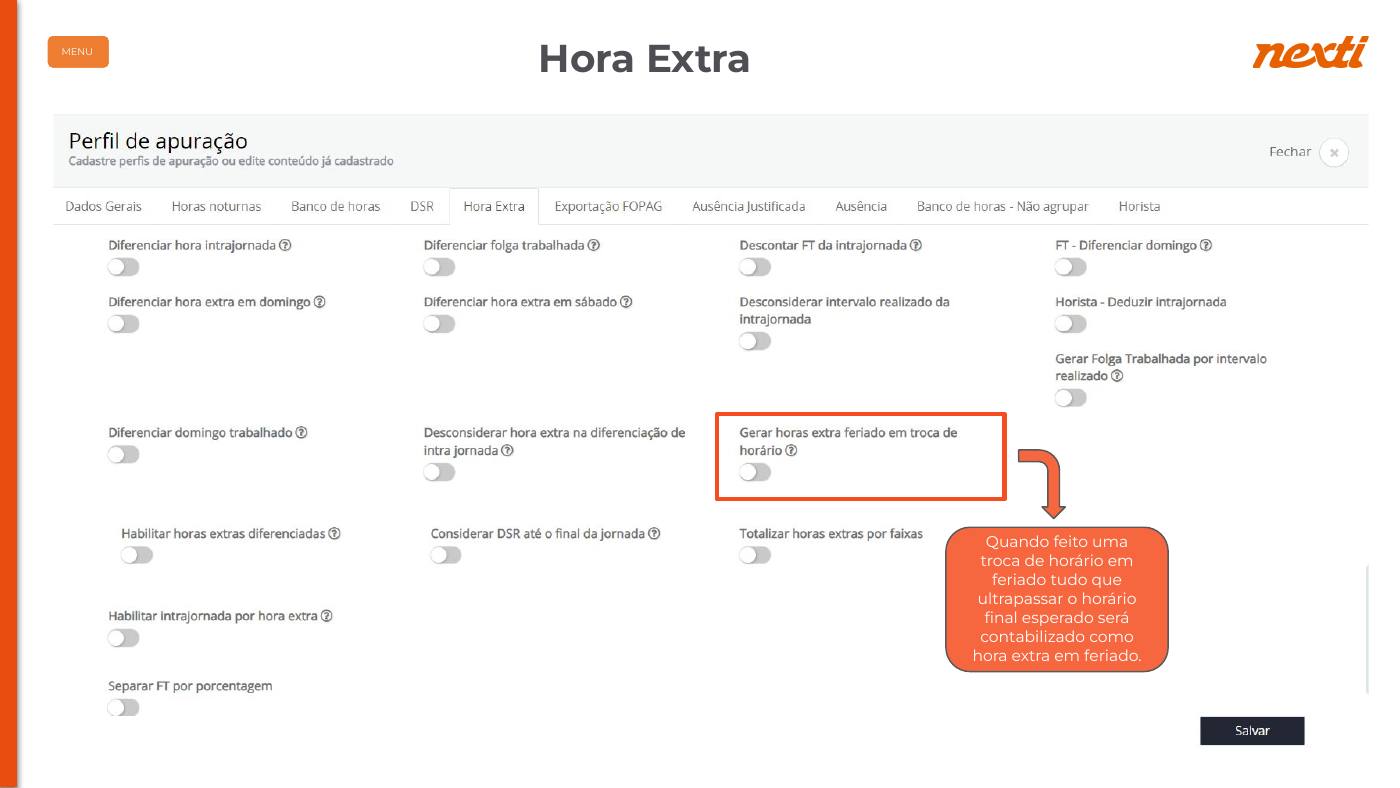 MENU
Hora Extra
nexti
Perfil de apuração
Cadastre perfis de apuração ou edite conteúdo já cadastrado
Fechar
Dados Gerais
Horas noturnas
Banco de horas
DSR
Hora Extra
Exportação FOPAG
Ausência Justificada
Ausência
Banco de horas - Não agrupar
Horista
Diferenciar hora intrajornada
Diferenciar folga trabalhada
Descontar FT da intrajornada
FT - Diferenciar domingo
Diferenciar hora extra em domingo
Diferenciar hora extra em sábado
Desconsiderar intervalo realizado da
intrajornada
Horista - Deduzir intrajornada
Gerar Folga Trabalhada por intervalo
realizado
Diferenciar domingo trabalhado
Desconsiderar hora extra na diferenciação de
intra jornada
Gerar horas extra feriado em troca de
horário
Habilitar horas extras diferenciadas
Considerar DSR até o final da jornada
Totalizar horas extras por faixas
Quando feito uma
troca de horário em
feriado tudo que
ultrapassar o horário
final esperado será
contabilizado como
hora extra em feriado.
Habilitar intrajornada por hora extra
Separar FT por porcentagem
Salvar